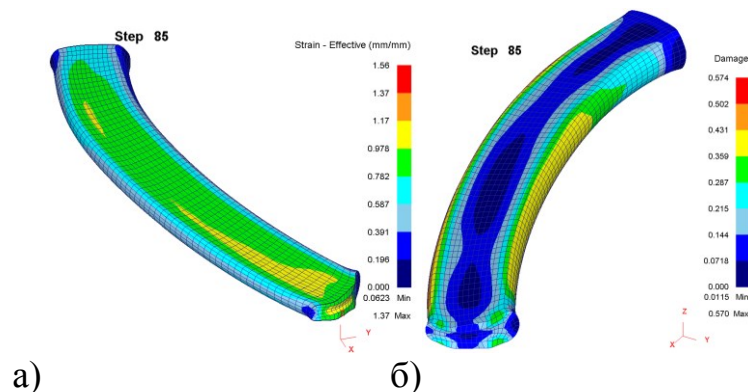 Step 85
Strain - Effective (mm/mm)
1.56
1.37
1.17
0.978
0.782
0.587
0.391
0.196
0.000
0.0623 Min
1.37 Max
X
Y
a)
Step 85
Damage
0.574
0.502
0.431
0.359
0.287
0.215
0.144
0.0718
0.000
0.0115 Min
0.570 Max
Z
X
Y
б)